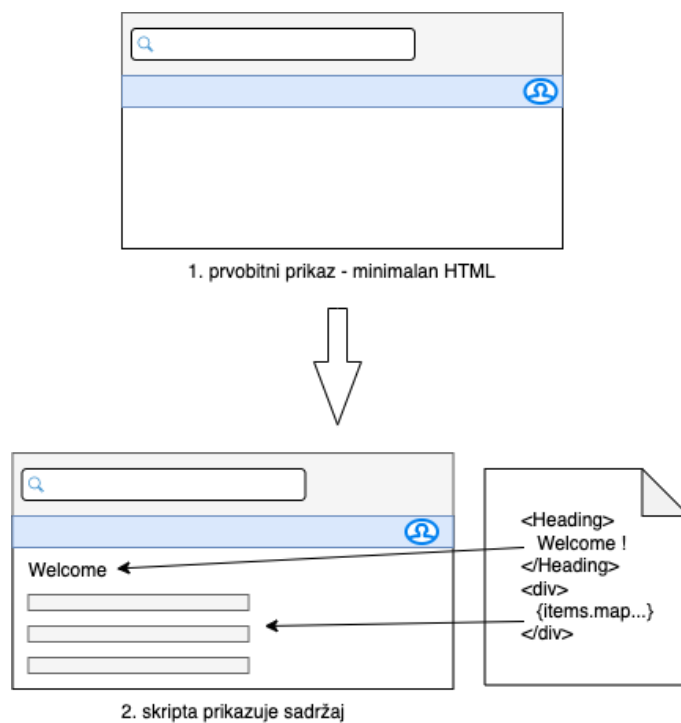 1. prvobitni prikaz - minimalan HTML
Welcome
<Heading>
Welcome !
</Heading>
<div>
{items.map...}
</div>
2. skripta prikazuje sadržaj